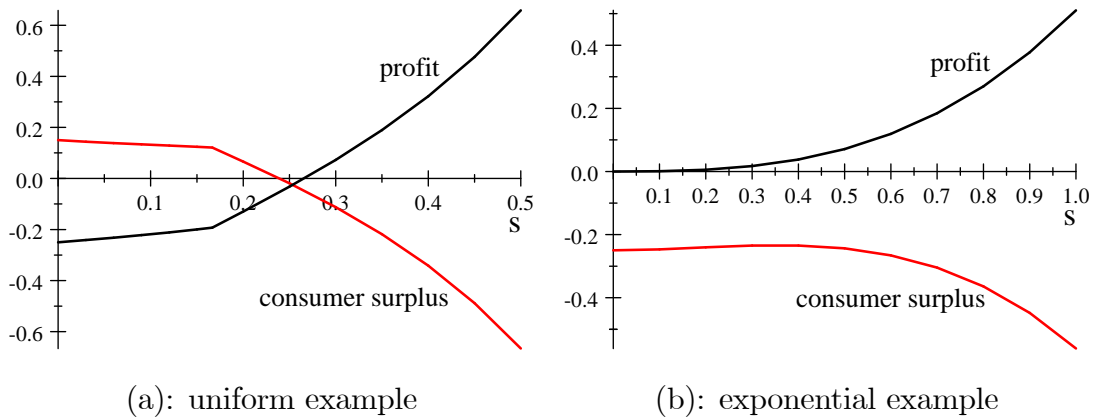 0.6
profit
0.4
0.2
0.0
0.1 0.2 0.3 0.4 0.5
s
-0.2
-0.4
consumer surplus
-0.6
(a): uniform example
0.4
profit
0.2
0.0
0.1 0.2 0.3 0.4 0.5 0.6 0.7 0.8 0.9 1.0
s
-0.2
consumer surplus
-0.4
(b): exponential example